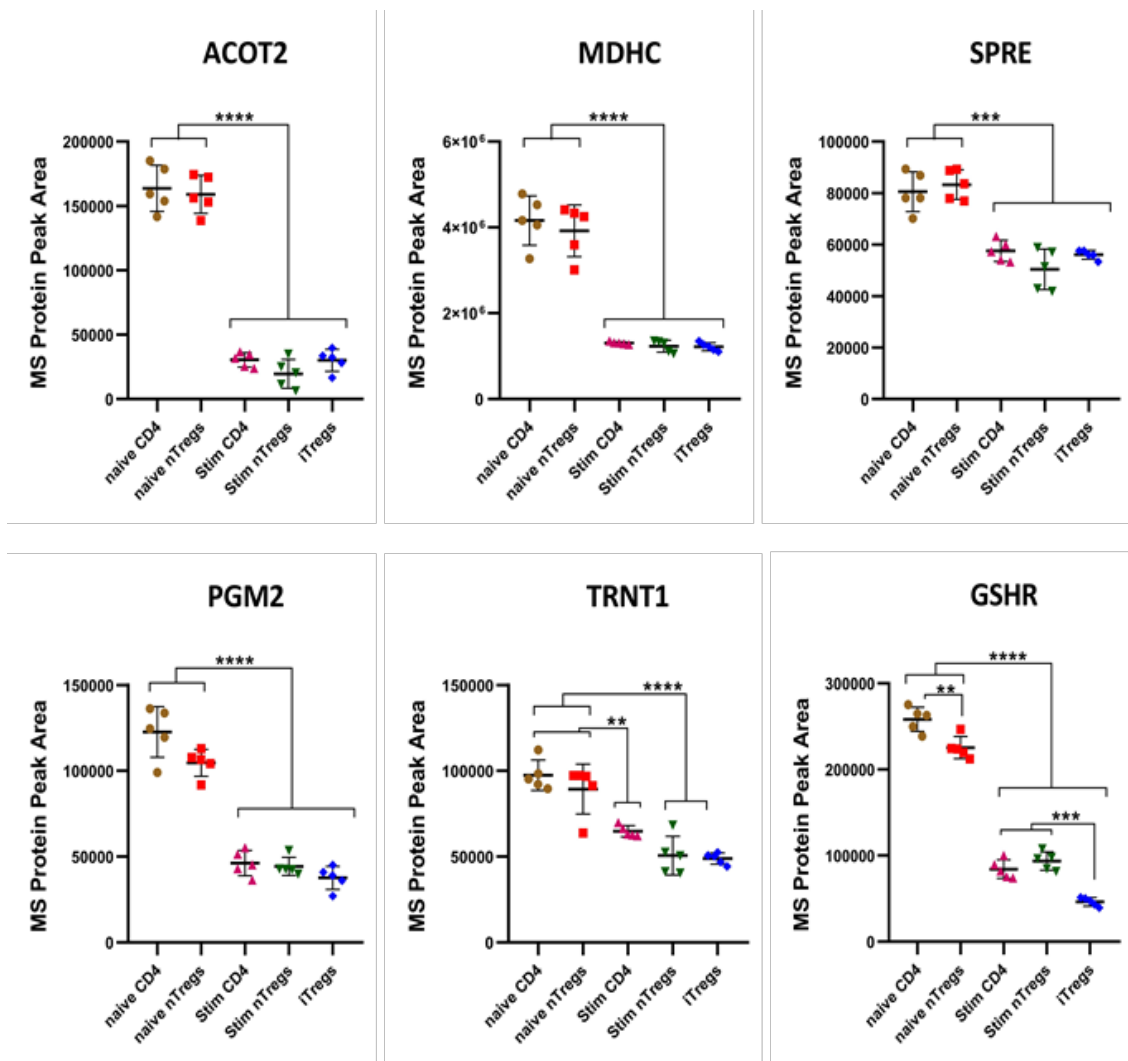 ACOT2
MS Protein Peak Area
200000
150000
100000
50000
0
****
naive CD4
naive nTregs
Stim CD4
Stim nTregs
iTregs
MDHC
MS Protein Peak Area
6×10⁶
4×10⁶
2×10⁶
0
****
naive CD4
naive nTregs
Stim CD4
Stim nTregs
iTregs
SPRE
MS Protein Peak Area
100000
80000
60000
40000
20000
0
***
naive CD4
naive nTregs
Stim CD4
Stim nTregs
iTregs
PGM2
MS Protein Peak Area
150000
100000
50000
0
****
naive CD4
naive nTregs
Stim CD4
Stim nTregs
iTregs
TRNT1
MS Protein Peak Area
150000
100000
50000
0
****
**
naive CD4
naive nTregs
Stim CD4
Stim nTregs
iTregs
GSHR
MS Protein Peak Area
300000
200000
100000
0
****
**
***
naive CD4
naive nTregs
Stim CD4
Stim nTregs
iTregs